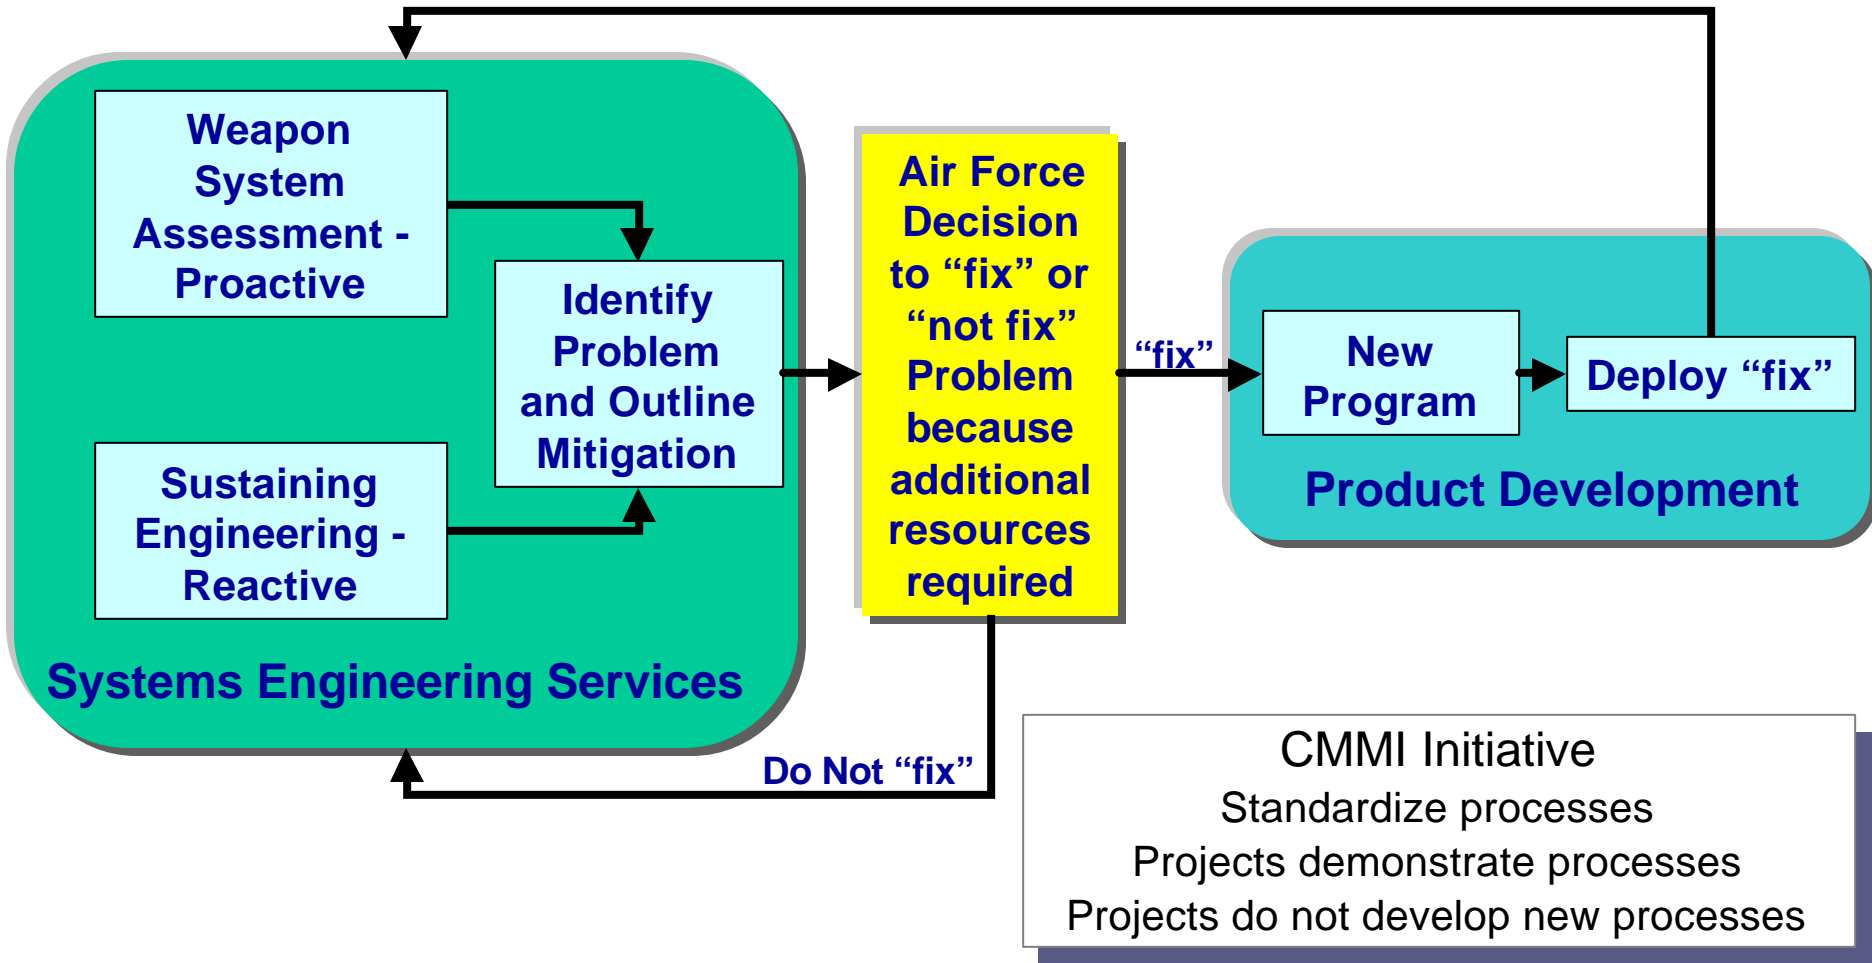 Weapon
System
Assessment -
Proactive
Sustaining
Engineering -
Reactive
Identify
Problem
and Outline
Mitigation
Systems Engineering Services
Air Force
Decision
to “fix” or
“not fix”
Problem
because
additional
resources
required
“fix”
Do Not “fix”
New
Program
Deploy “fix”
Product Development
CMMI Initiative
Standardize processes
Projects demonstrate processes
Projects do not develop new processes